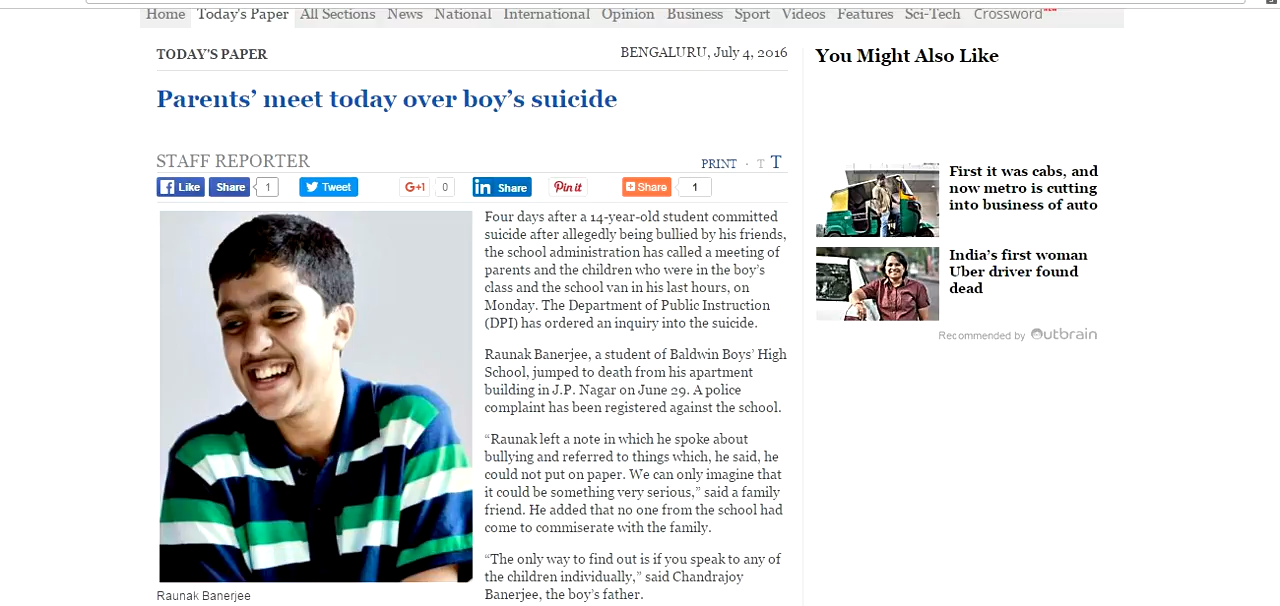 Home Today's Paper All Sections News National International Opinion Business Sport Videos Features Sci-Tech Crossword
TODAY'S PAPER
BENGALURU, July 4, 2016
Parents’ meet today over boy’s suicide
STAFF REPORTER
PRINT · T T
Like Share 1 Tweet G+1 0 in Share Pin it Share 1
Four days after a 14-year-old student committed
suicide after allegedly being bullied by his friends,
the school administration has called a meeting of
parents and the children who were in the boy’s
class and the school van in his last hours, on
Monday. The Department of Public Instruction
(DPI) has ordered an inquiry into the suicide.
Raunak Banerjee, a student of Baldwin Boys’ High
School, jumped to death from his apartment
building in J.P. Nagar on June 29. A police
complaint has been registered against the school.
“Raunak left a note in which he spoke about
bullying and referred to things which, he said, he
could not put on paper. We can only imagine that
it could be something very serious,” said a family
friend. He added that no one from the school had
come to commiserate with the family.
“The only way to find out is if you speak to any of
the children individually,” said Chandrajoy
Banerjee, the boy’s father.
Raunak Banerjee
You Might Also Like
First it was cabs, and
now metro is cutting
into business of auto
India’s first woman
Uber driver found
dead
Recommended by Outbrain